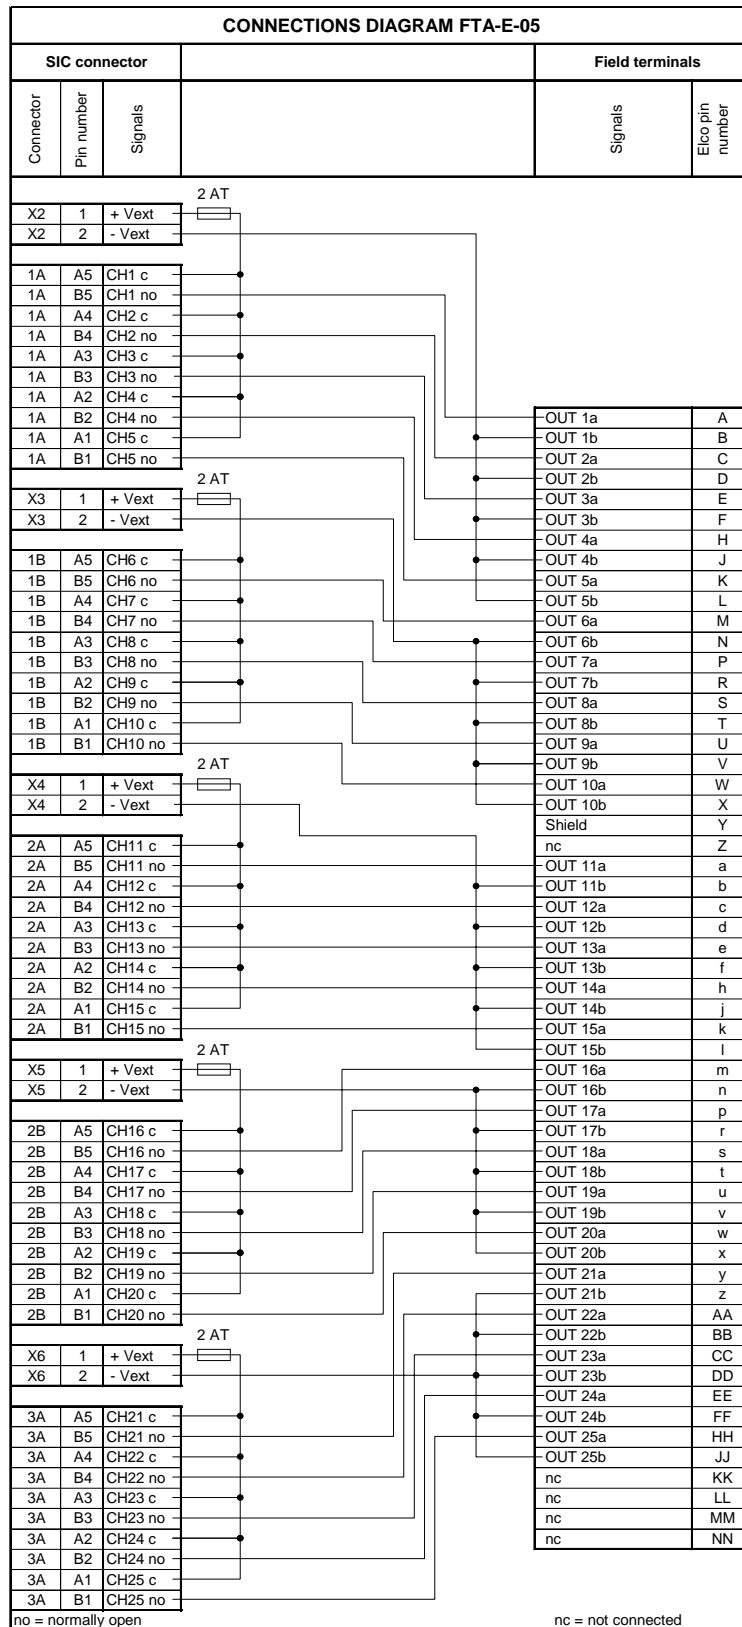 CONNECTIONS DIAGRAM FTA-E-05
SIC connector Field terminals
Connector Pin number Signals Signals Elco pin number
2 AT
X2 1 + Vext
X2 2 - Vext
1A A5 CH1 c
1A B5 CH1 no
1A A4 CH2 c
1A B4 CH2 no
1A A3 CH3 c
1A B3 CH3 no
1A A2 CH4 c
1A B2 CH4 no OUT 1a A
1A A1 CH5 c OUT 1b B
1A B1 CH5 no OUT 2a C
2 AT OUT 2b D
X3 1 + Vext OUT 3a E
X3 2 - Vext OUT 3b F
OUT 4a H
1B A5 CH6 c OUT 4b J
1B B5 CH6 no OUT 5a K
1B A4 CH7 c OUT 5b L
1B B4 CH7 no OUT 6a M
1B A3 CH8 c OUT 6b N
1B B3 CH8 no OUT 7a P
1B A2 CH9 c OUT 7b R
1B B2 CH9 no OUT 8a S
1B A1 CH10 c OUT 8b T
1B B1 CH10 no OUT 9a U
2 AT OUT 9b V
X4 1 + Vext OUT 10a W
X4 2 - Vext OUT 10b X
Shield Y
2A A5 CH11 c nc Z
2A B5 CH11 no OUT 11a a
2A A4 CH12 c OUT 11b b
2A B4 CH12 no OUT 12a c
2A A3 CH13 c OUT 12b d
2A B3 CH13 no OUT 13a e
2A A2 CH14 c OUT 13b f
2A B2 CH14 no OUT 14a h
2A A1 CH15 c OUT 14b j
2A B1 CH15 no OUT 15a k
2 AT OUT 15b l
X5 1 + Vext OUT 16a m
X5 2 - Vext OUT 16b n
OUT 17a p
2B A5 CH16 c OUT 17b r
2B B5 CH16 no OUT 18a s
2B A4 CH17 c OUT 18b t
2B B4 CH17 no OUT 19a u
2B A3 CH18 c OUT 19b v
2B B3 CH18 no OUT 20a w
2B A2 CH19 c OUT 20b x
2B B2 CH19 no OUT 21a y
2B A1 CH20 c OUT 21b z
2B B1 CH20 no OUT 22a AA
2 AT OUT 22b BB
X6 1 + Vext OUT 23a CC
X6 2 - Vext OUT 23b DD
OUT 24a EE
3A A5 CH21 c OUT 24b FF
3A B5 CH21 no OUT 25a HH
3A A4 CH22 c OUT 25b JJ
3A B4 CH22 no nc KK
3A A3 CH23 c nc LL
3A B3 CH23 no nc MM
3A A2 CH24 c nc NN
3A B2 CH24 no
3A A1 CH25 c
3A B1 CH25 no
no = normally open nc = not connected